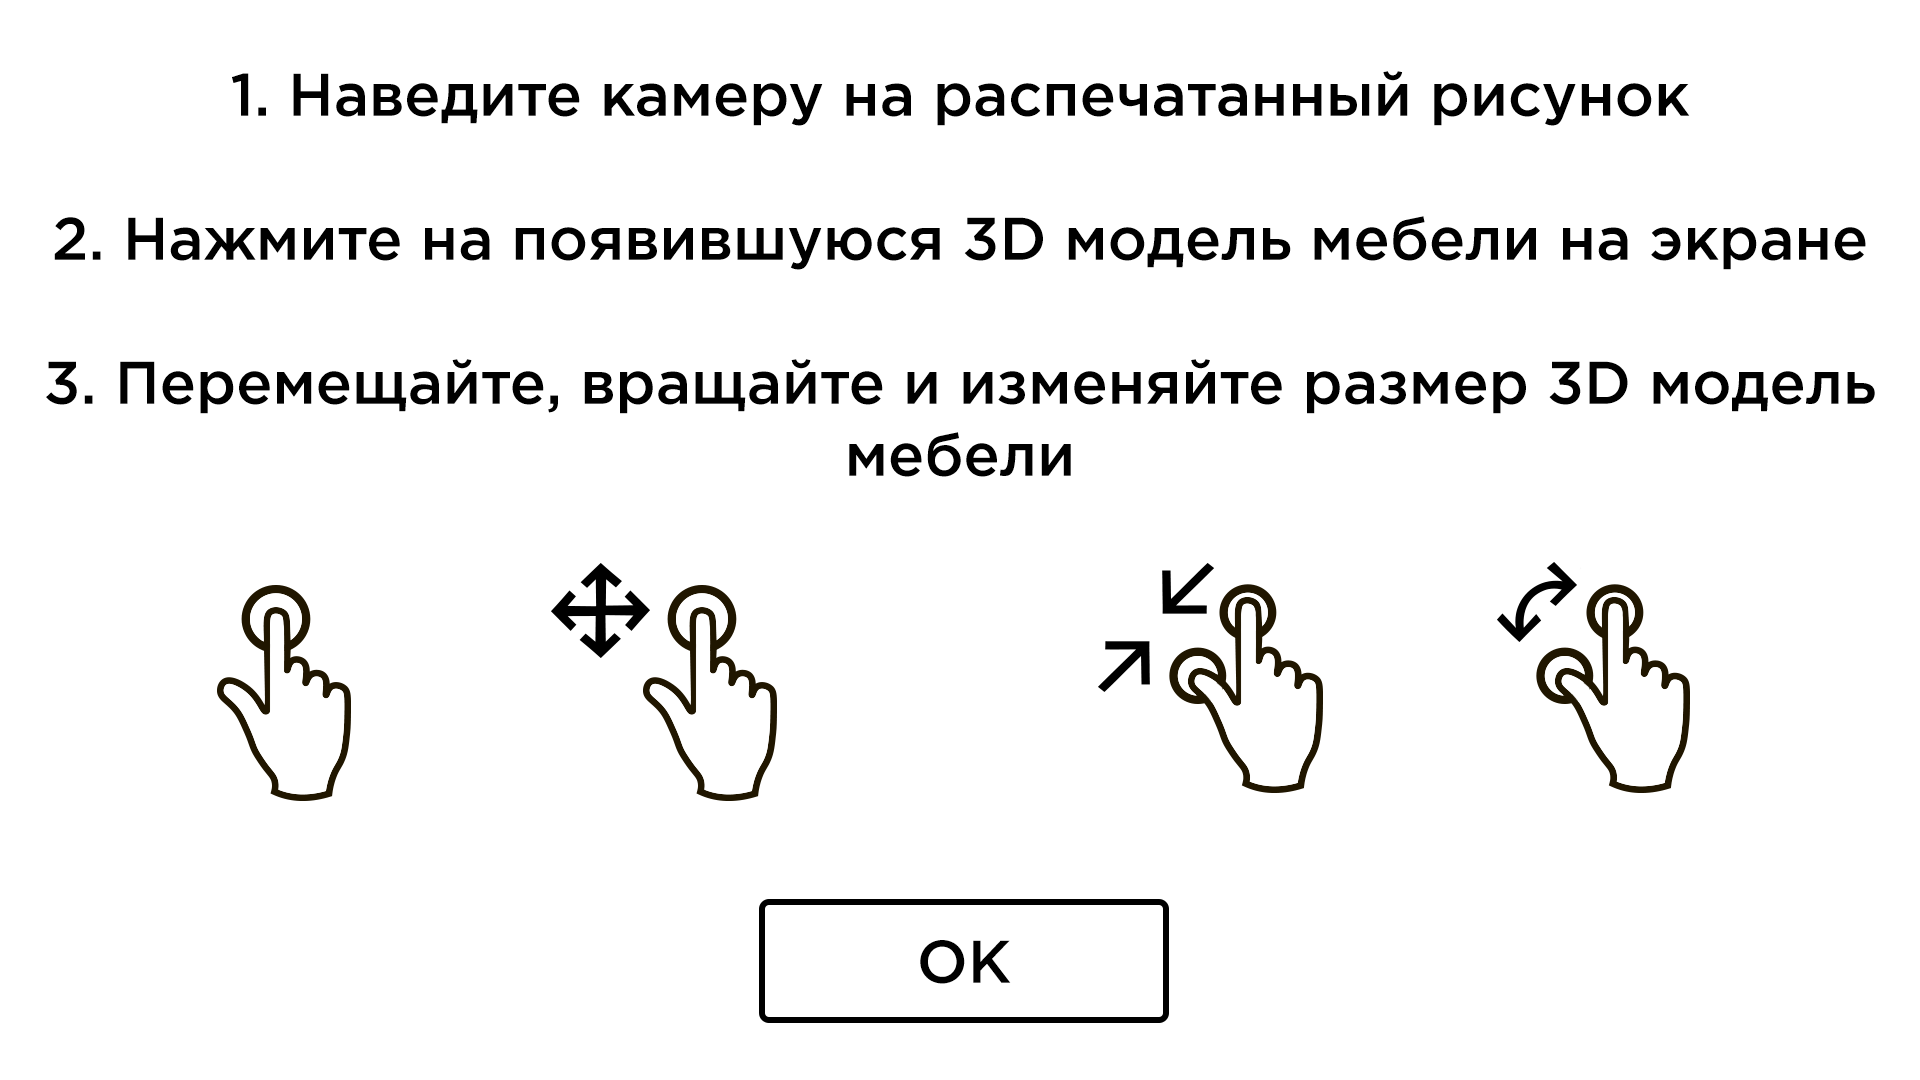 1. Наведите камеру на распечатанный рисунок
2. Нажмите на появившуюся 3D модель мебели на экране
3. Перемещайте, вращайте и изменяйте размер 3D модель
мебели
ОК